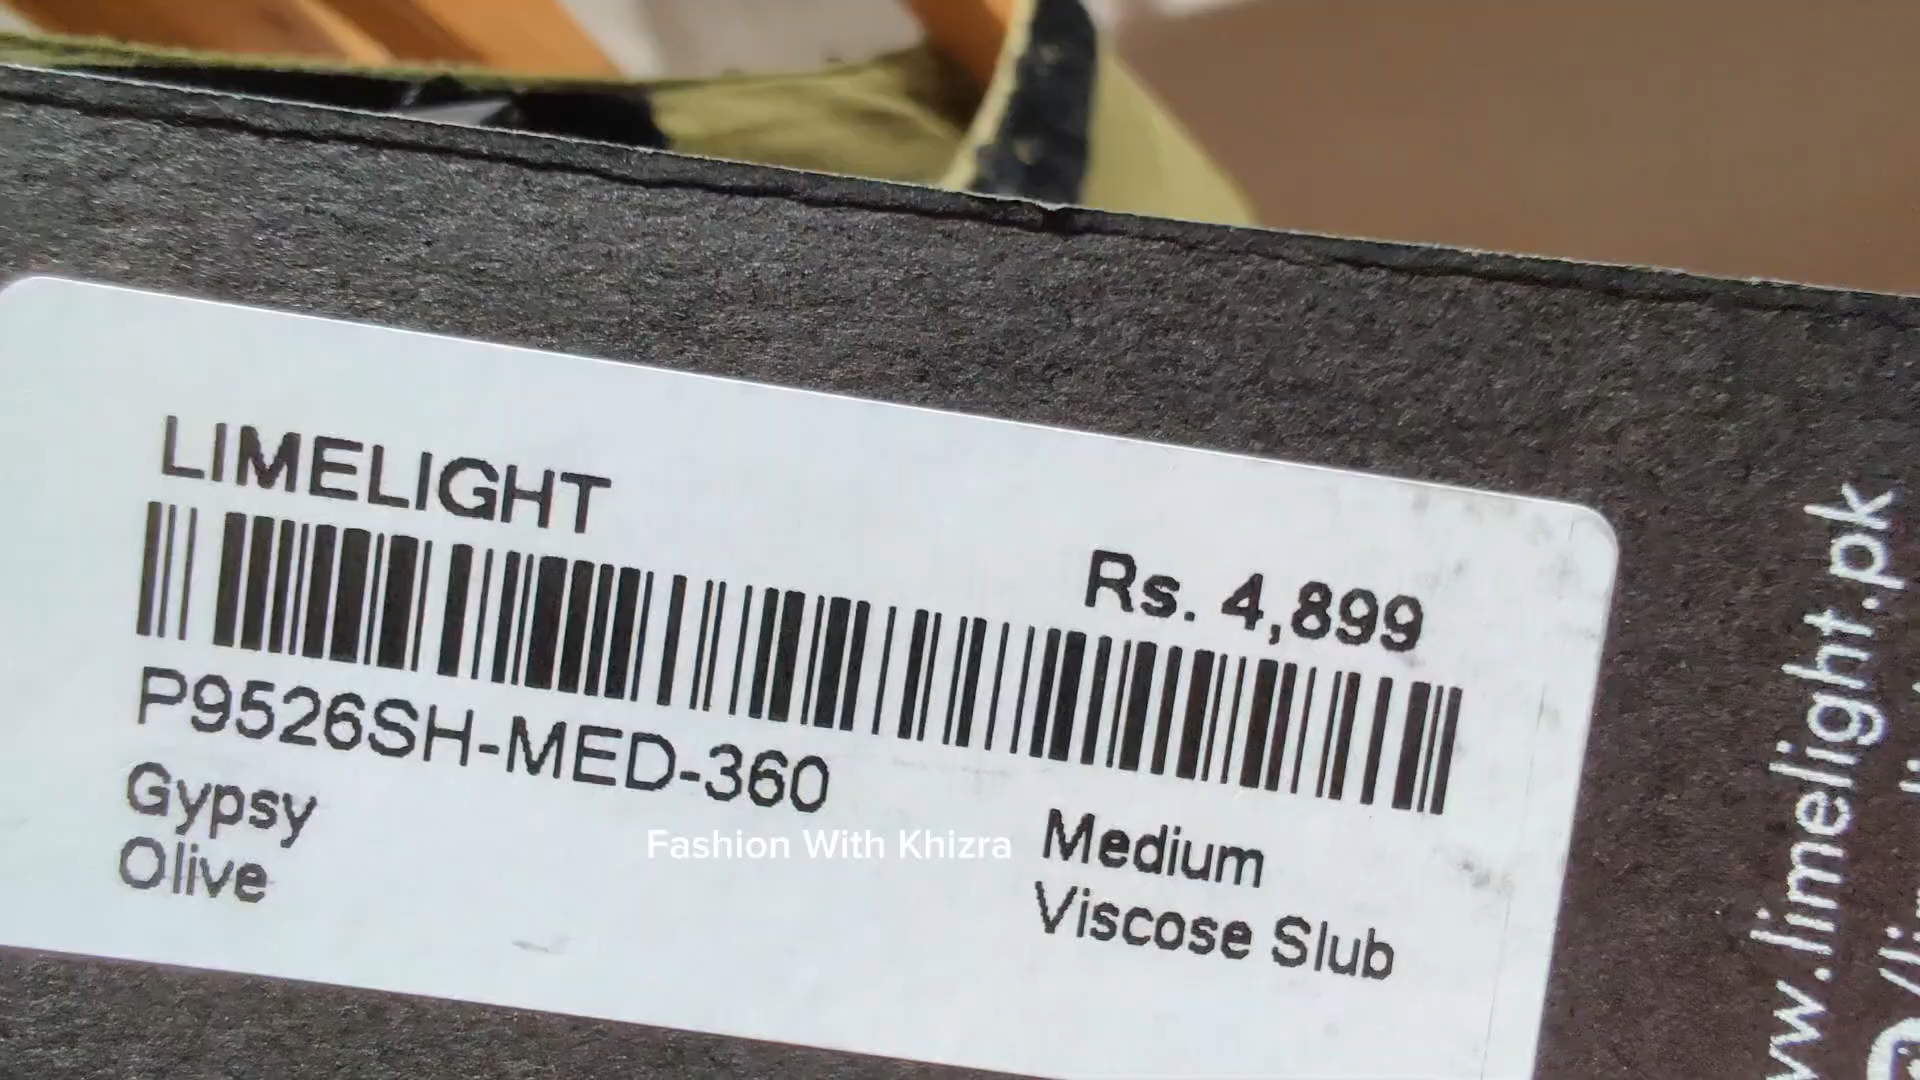 LIMELIGHT
Rs. 4,899
P9526SH-MED-360
Gypsy
Olive
Medium
Viscose Slub
Fashion With Khizra
www.limelight.pk